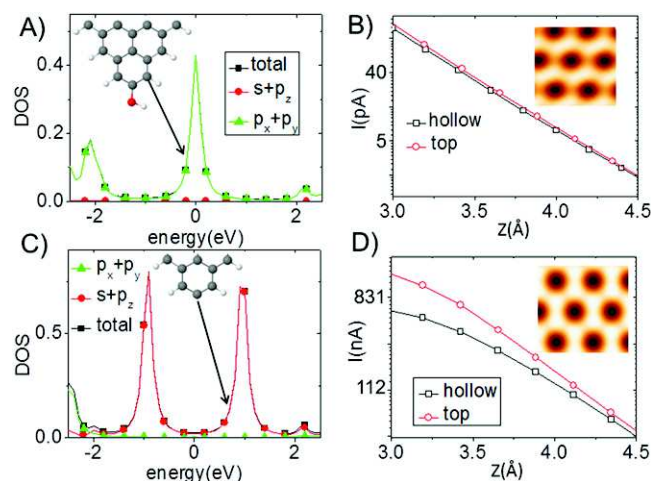 A)
DOS
0.4
0.2
0.0
total
s+pz
px+py
-2
0
2
energy(eV)
B)
I(pA)
40
5
hollow
top
3.0
3.5
4.0
4.5
z(Å)
C)
DOS
0.5
0.0
px+py
s+pz
total
-2
0
2
energy(eV)
D)
I(nA)
831
112
hollow
top
3.0
3.5
4.0
4.5
z(Å)